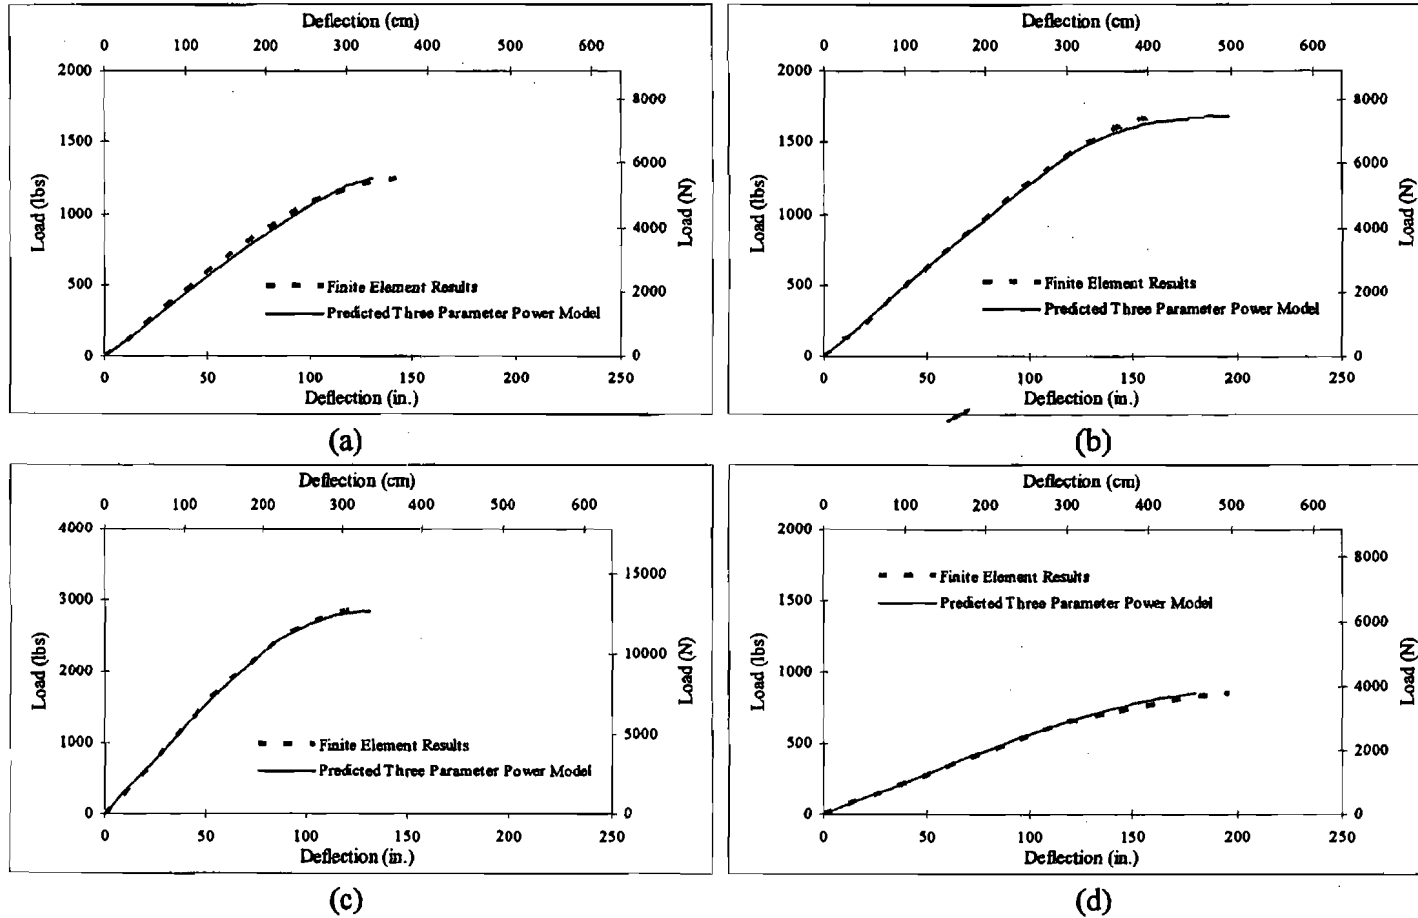 Deflection (cm)
0 100 200 300 400 500 600
2000
1500
1000
500
0
Load (lbs)
8000
6000
4000
2000
0
Load (N)
Finite Element Results
Predicted Three Parameter Power Model
0 50 100 150 200 250
Deflection (in.)
(a)
Deflection (cm)
0 100 200 300 400 500 600
2000
1500
1000
500
0
Load (lbs)
8000
6000
4000
2000
0
Load (N)
Finite Element Results
Predicted Three Parameter Power Model
0 50 100 150 200 250
Deflection (in.)
(b)
Deflection (cm)
0 100 200 300 400 500 600
4000
3000
2000
1000
0
Load (lbs)
15000
10000
5000
0
Load (N)
Finite Element Results
Predicted Three Parameter Power Model
0 50 100 150 200 250
Deflection (in.)
(c)
Deflection (cm)
0 100 200 300 400 500 600
2000
1500
1000
500
0
Load (lbs)
8000
6000
4000
2000
0
Load (N)
Finite Element Results
Predicted Three Parameter Power Model
0 50 100 150 200 250
Deflection (in.)
(d)